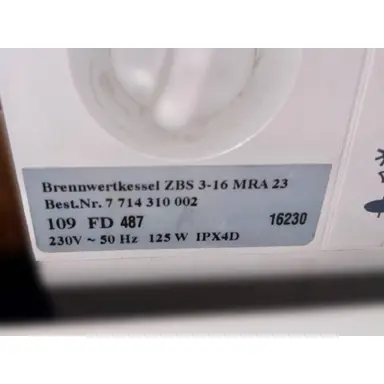 Brennwertkessel ZBS 3-16 MRA 23
Best.Nr. 7 714 310 002
109 FD 487 16230
230V ~ 50 Hz 125 W IPX4D